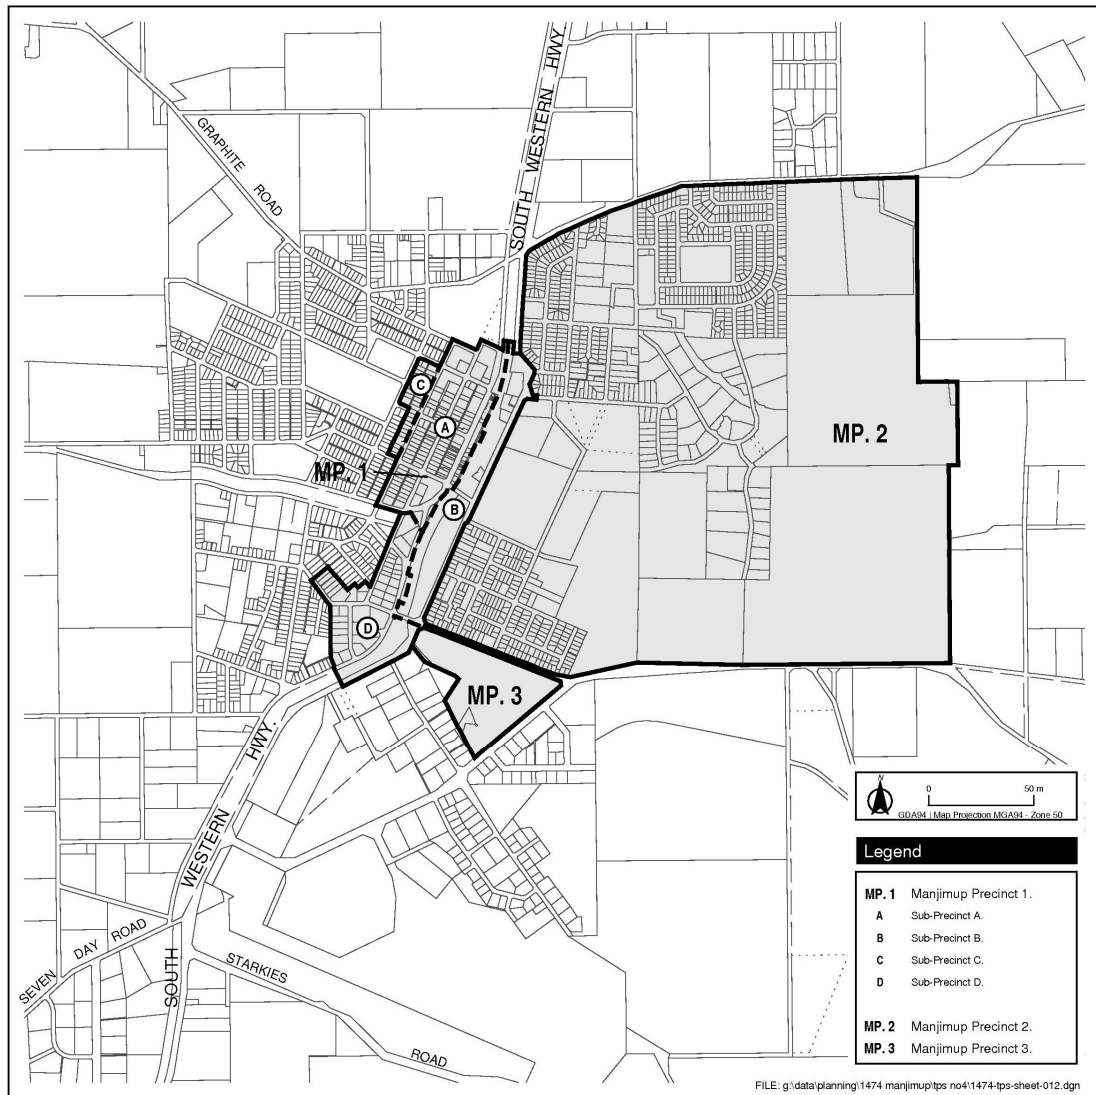 GRAPHITE ROAD
SOUTH WESTERN HWY.
C
A
MP. 2
MP. 1
B
D
MP. 3
SOUTH WESTERN HWY.
SEVEN DAY ROAD
STARKIES ROAD
N
0 50 m
GDA94 | Map Projection MGA94 - Zone 50
Legend
MP. 1 Manjimup Precinct 1.
A Sub-Precinct A.
B Sub-Precinct B.
C Sub-Precinct C.
D Sub-Precinct D.
MP. 2 Manjimup Precinct 2.
MP. 3 Manjimup Precinct 3.
FILE: g:\data\planning\1474 manjimup\tps no4\1474-tps-sheet-012.dgn